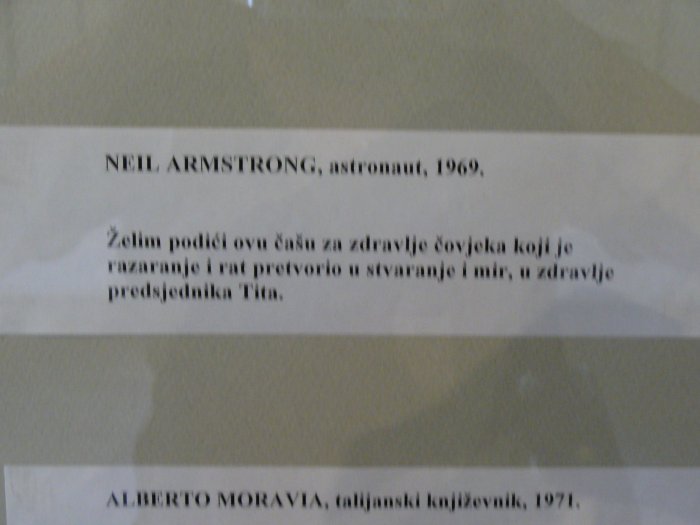 NEIL ARMSTRONG, astronaut, 1969.
Želim podići ovu čašu za zdravlje čovjeka koji je
razaranje i rat pretvorio u stvaranje i mir, u zdravlje
predsjednika Tita.
ALBERTO MORAVIA, talijanski književnik, 1971.